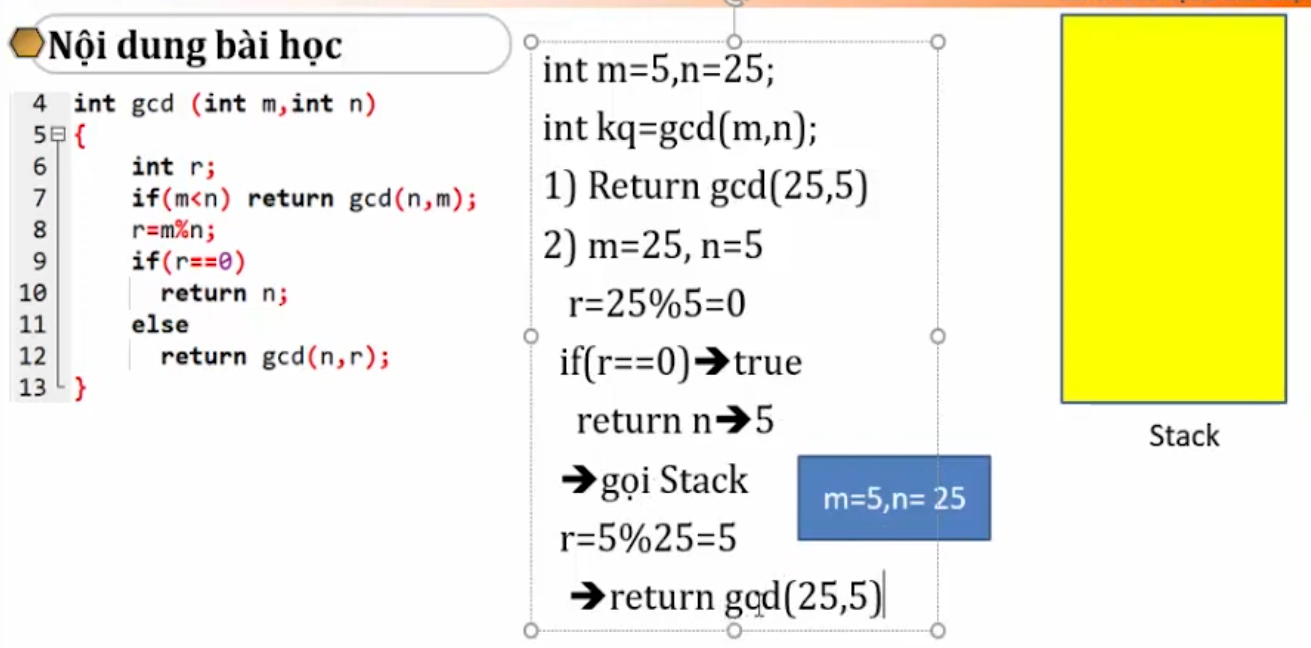 Nội dung bài học
4 int gcd (int m,int n)
5 {
6 int r;
7 if(m<n) return gcd(n,m);
8 r=m%n;
9 if(r==0)
10 return n;
11 else
12 return gcd(n,r);
13 }
int m=5,n=25;
int kq=gcd(m,n);
1) Return gcd(25,5)
2) m=25, n=5
r=25%5=0
if(r==0)➔true
return n➔5
➔gọi Stack
r=5%25=5
➔return gcd(25,5)
m=5,n= 25
Stack